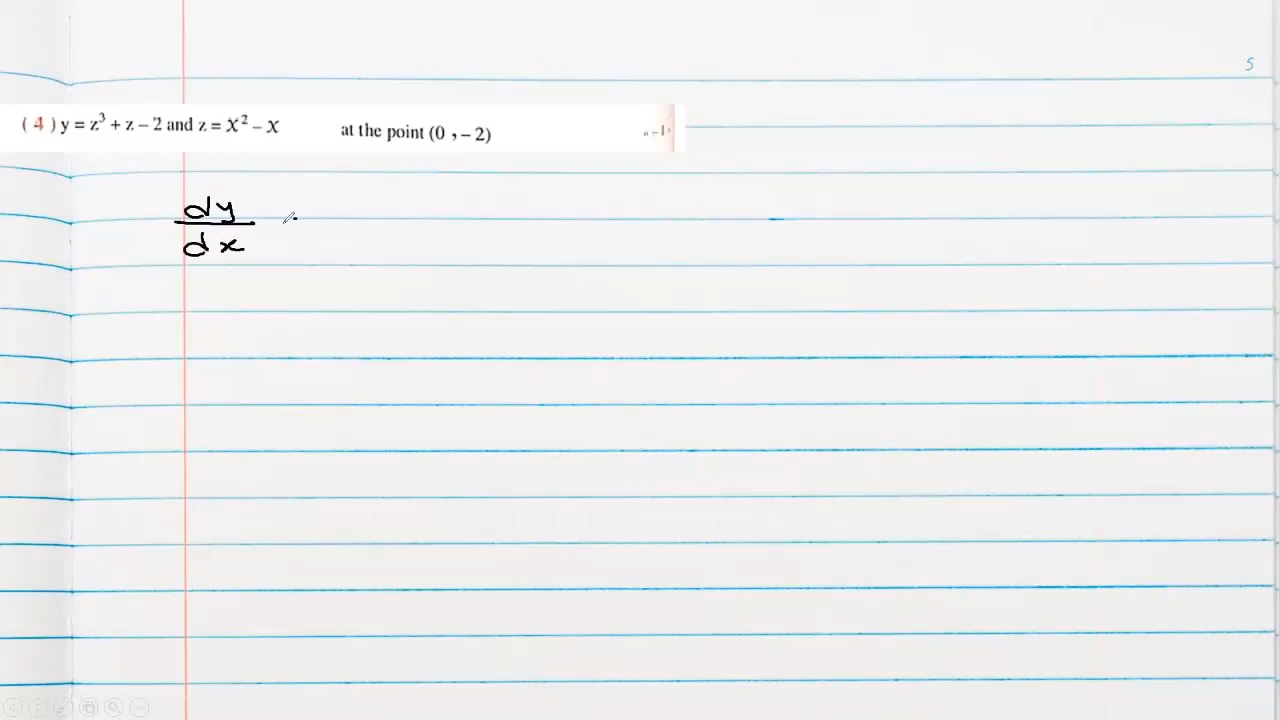 5
( 4 ) y = z³ + z – 2 and z = x² – x at the point (0 , – 2)
dy
dx